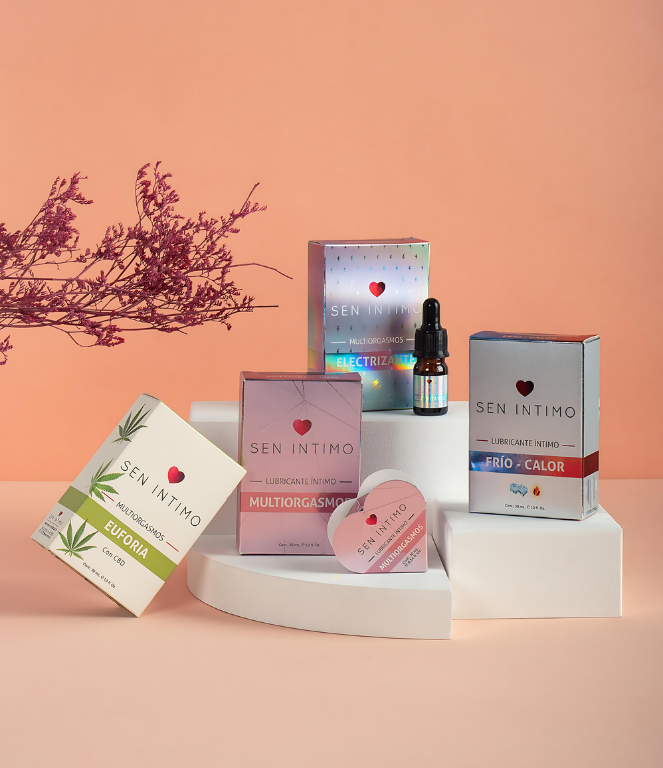 SEN INTIMO
MULTIORGASMOS
ELECTRIZANTE
SEN INTIMO
LUBRICANTE ÍNTIMO
FRÍO - CALOR
SEN INTIMO
LUBRICANTE ÍNTIMO
MULTIORGASMOS
SEN INTIMO
LUBRICANTE ÍNTIMO
MULTIORGASMOS
SEN INTIMO
MULTIORGASMOS
EUFORIA
Con CBD